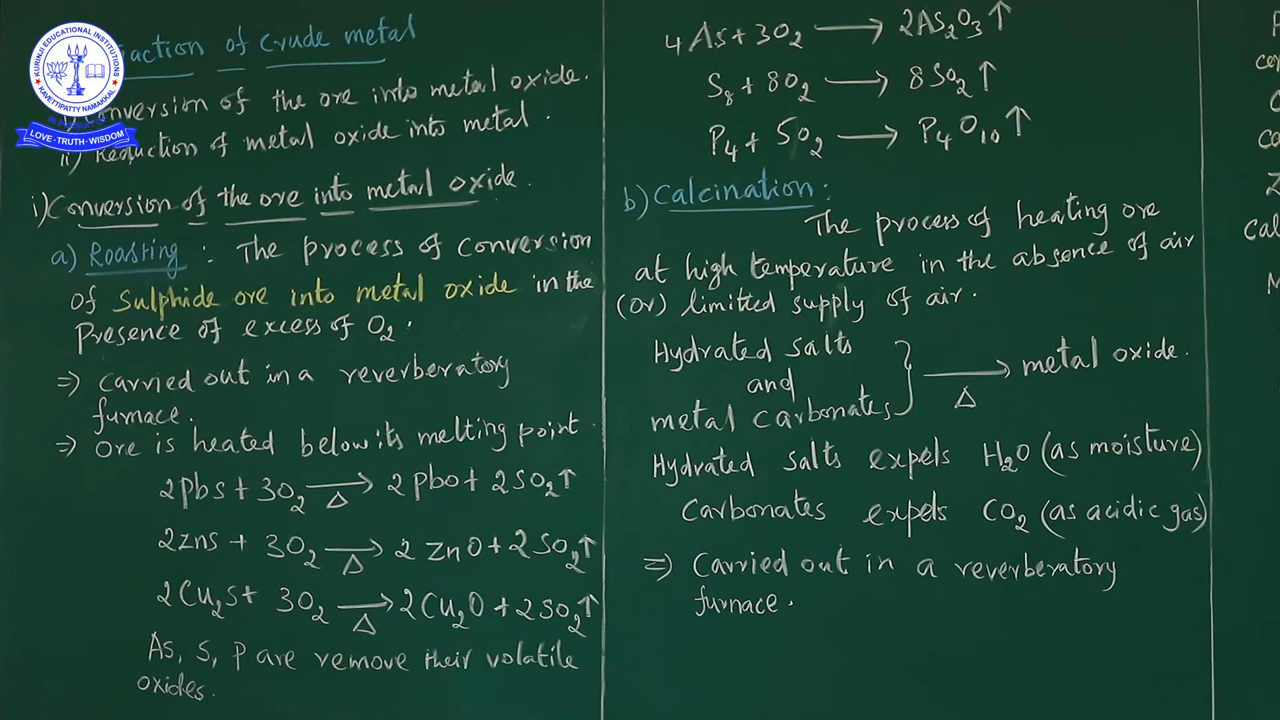 KURINJI EDUCATIONAL INSTITUTIONS
KAVETTIPATTY NAMAKKAL
LOVE - TRUTH - WISDOM
of Crude metal
i) Conversion of the ore into metal oxide.
ii) Reduction of metal oxide into metal.
i) Conversion of the ore into metal oxide.
a) Roasting : The process of conversion
of sulphide ore into metal oxide in the
presence of excess of O₂.
⇒ Carried out in a reverberatory
furnace.
⇒ Ore is heated below its melting point.
2Pbs + 3O₂ ⟶ 2Pbo + 2SO₂↑
Δ
2Zns + 3O₂ ⟶ 2ZnO + 2SO₂↑
Δ
2Cu₂S + 3O₂ ⟶ 2Cu₂O + 2SO₂↑
Δ
As, S, P are remove their volatile
oxides.
4As + 3O₂ ⟶ 2As₂O₃↑
S₈ + 8O₂ ⟶ 8SO₂↑
P₄ + 5O₂ ⟶ P₄O₁₀↑
b) Calcination :
The process of heating ore
at high temperature in the absence of air
(or) limitted supply of air.
Hydrated salts
and
metal carbonates } ⟶ metal oxide.
Δ
Hydrated salts expels H₂O (as moisture)
Carbonates expels CO₂ (as acidic gas)
⇒ Carried out in a reverberatory
furnace.